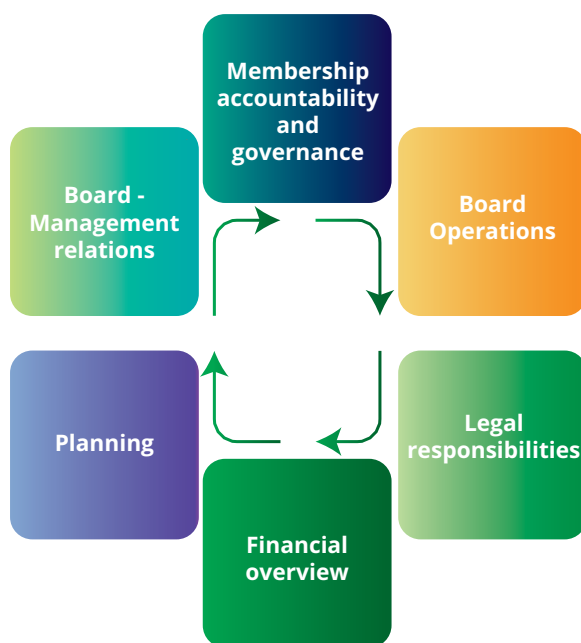 Membership
accountability
and
governance
Board -
Management
relations
Board
Operations
Planning
Legal
responsibilities
Financial
overview